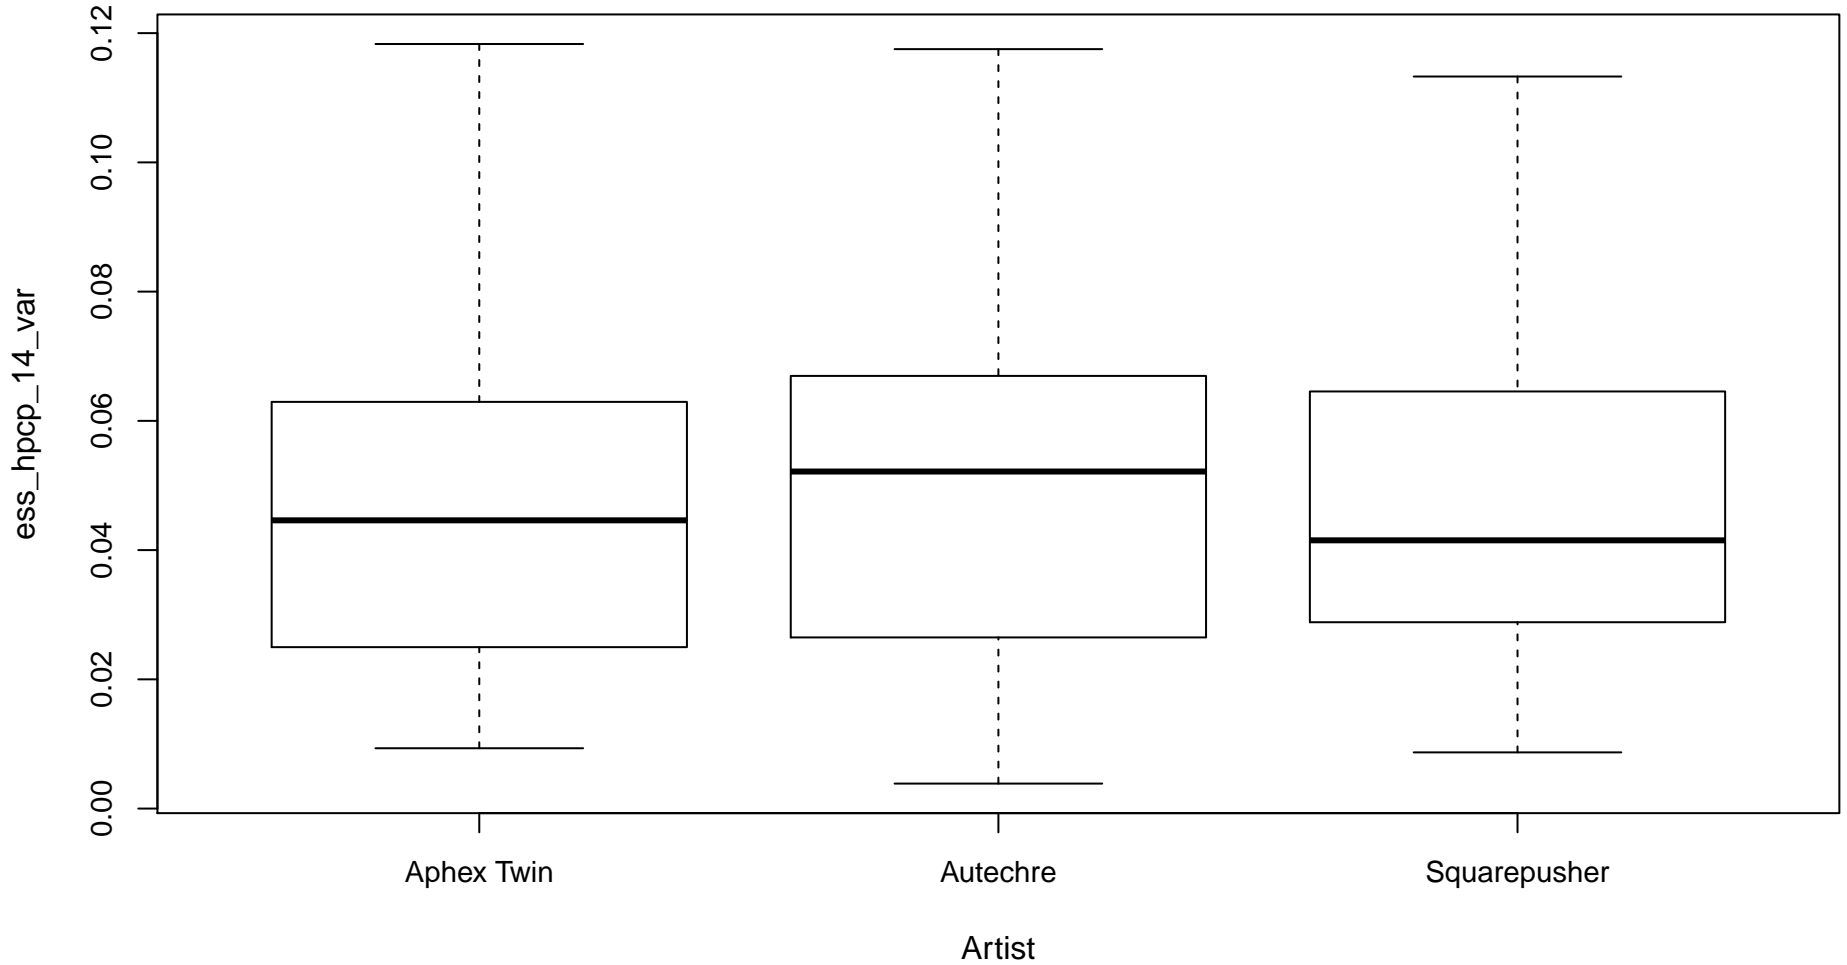 ess_hpcp_14_var
0.12
0.10
0.08
0.06
0.04
0.02
0.00
Aphex Twin
Autechre
Squarepusher
Artist